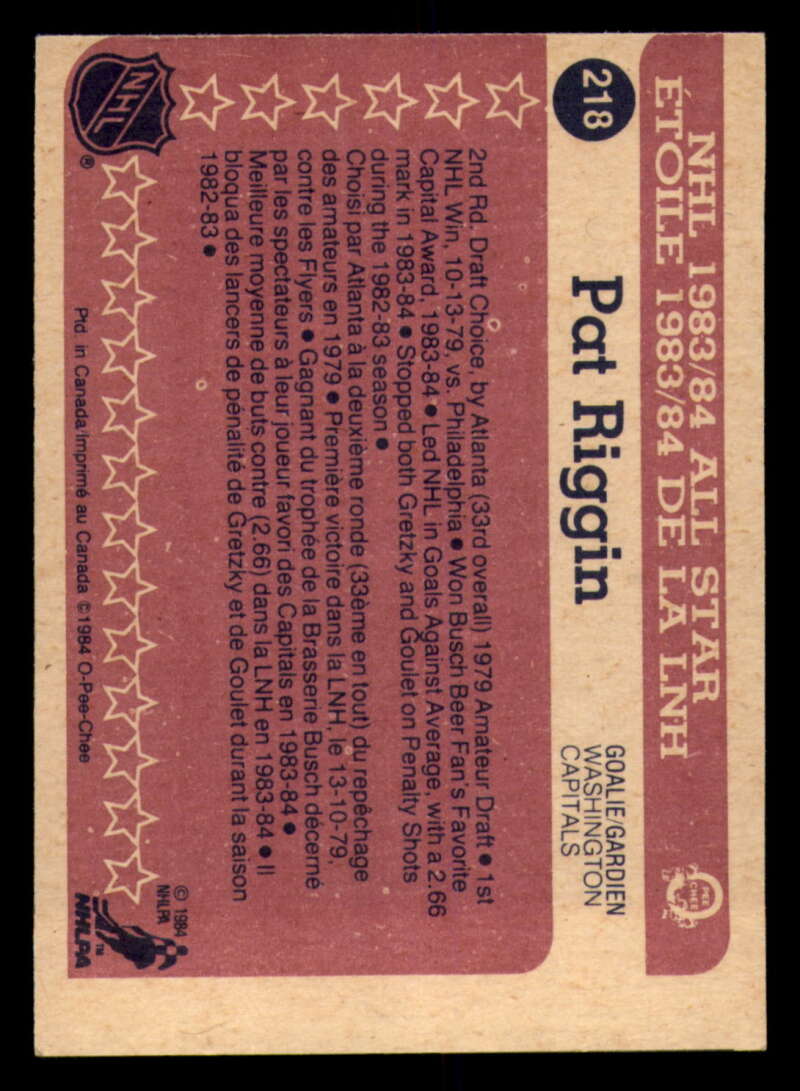 NHL 1983/84 ALL STAR
ÉTOILE 1983/84 DE LA LNH
O PEE CHEE
218
Pat Riggin
GOALIE/GARDIEN
WASHINGTON
CAPITALS
2nd Rd. Draft Choice, by Atlanta (33rd overall) 1979 Amateur Draft • 1st
NHL Win, 10-13-79, vs. Philadelphia • Won Busch Beer Fan's Favorite
Capital Award, 1983-84 • Led NHL in Goals Against Average, with a 2.66
mark in 1983-84 • Stopped both Gretzky and Goulet on Penalty Shots
during the 1982-83 season •
Choisi par Atlanta à la deuxième ronde (33ème en tout) du repêchage
des amateurs en 1979 • Première victoire dans la LNH, le 13-10-79,
contre les Flyers • Gagnant du trophée de la Brasserie Busch décerné
par les spectateurs à leur joueur favori des Capitals en 1983-84 •
Meilleure moyenne de buts contre (2.66) dans la LNH en 1983-84 • Il
bloqua des lancers de pénalité de Gretzky et de Goulet durant la saison
1982-83 •
NHL
®
© 1984
NHLPA
NHLPA
™
Ptd. in Canada/Imprimé au Canada ©1984 O-Pee-Chee